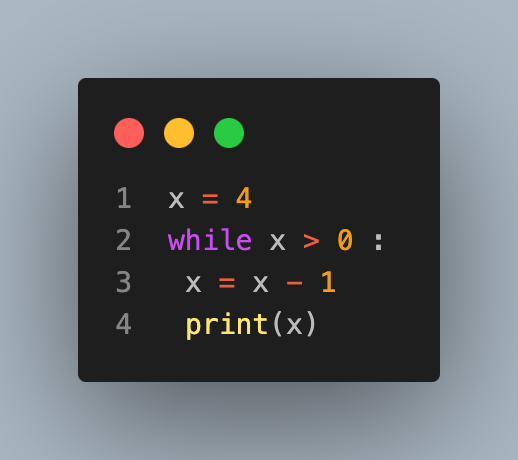 1 x = 4
2 while x > 0 :
3  x = x - 1
4  print(x)